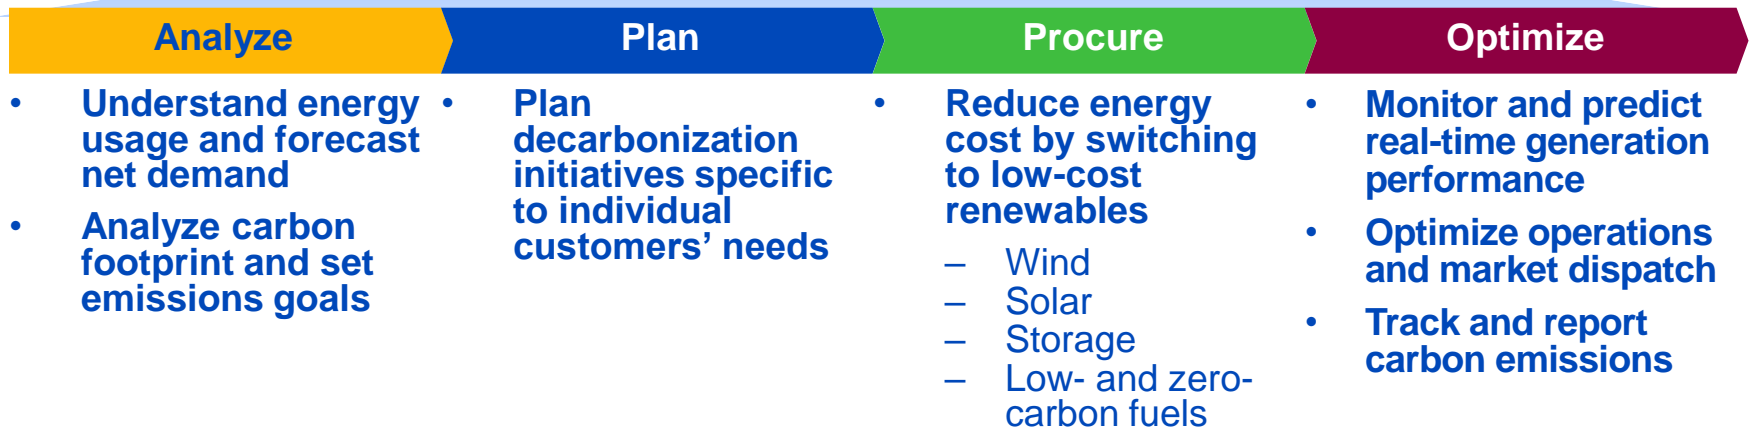 Analyze
Plan
Procure
Optimize
• Understand energy
usage and forecast
net demand
• Analyze carbon
footprint and set
emissions goals
• Plan
decarbonization
initiatives specific
to individual
customers’ needs
• Reduce energy
cost by switching
to low-cost
renewables
– Wind
– Solar
– Storage
– Low- and zero-
carbon fuels
• Monitor and predict
real-time generation
performance
• Optimize operations
and market dispatch
• Track and report
carbon emissions